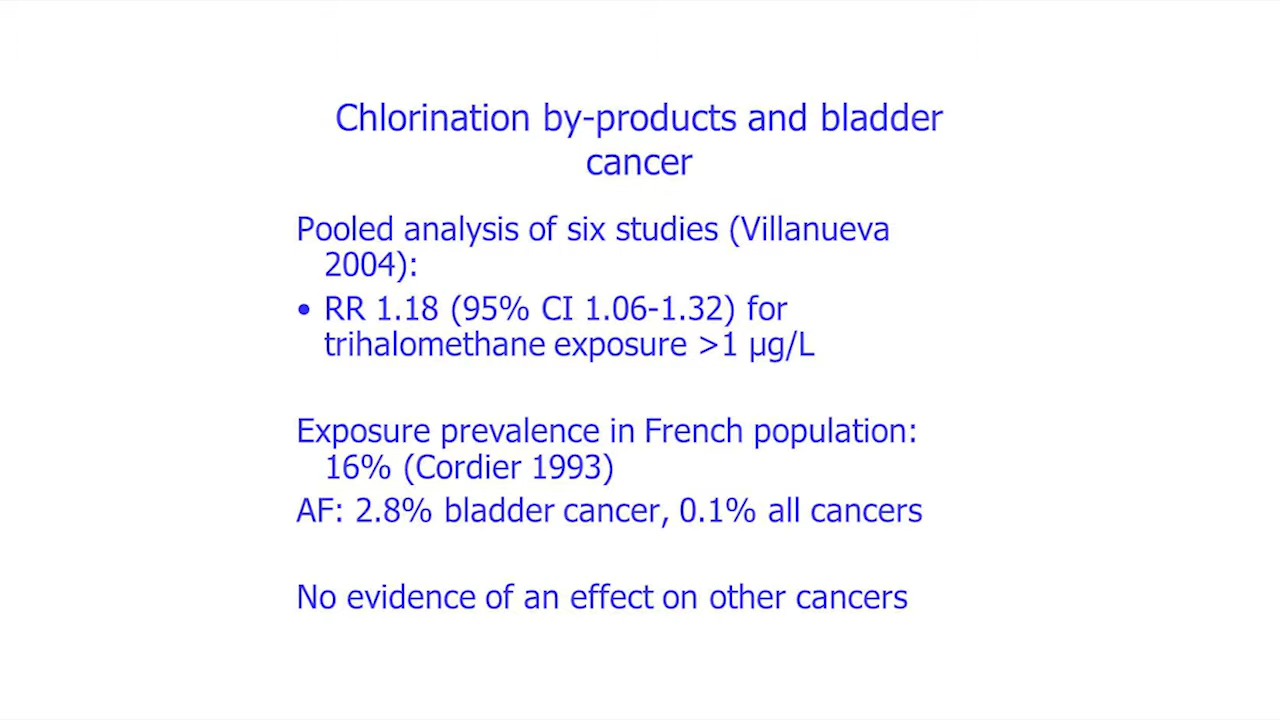 Chlorination by-products and bladder
cancer
Pooled analysis of six studies (Villanueva
2004):
• RR 1.18 (95% CI 1.06-1.32) for
trihalomethane exposure >1 µg/L
Exposure prevalence in French population:
16% (Cordier 1993)
AF: 2.8% bladder cancer, 0.1% all cancers
No evidence of an effect on other cancers